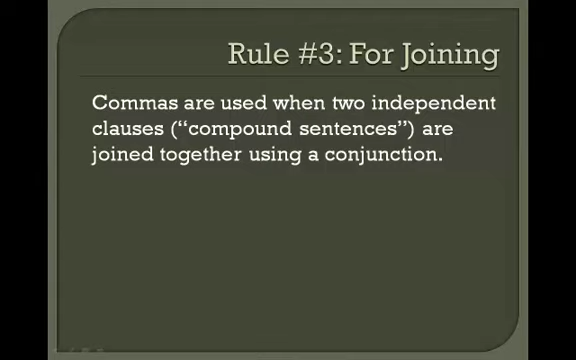 Rule #3: For Joining
Commas are used when two independent
clauses (“compound sentences”) are
joined together using a conjunction.